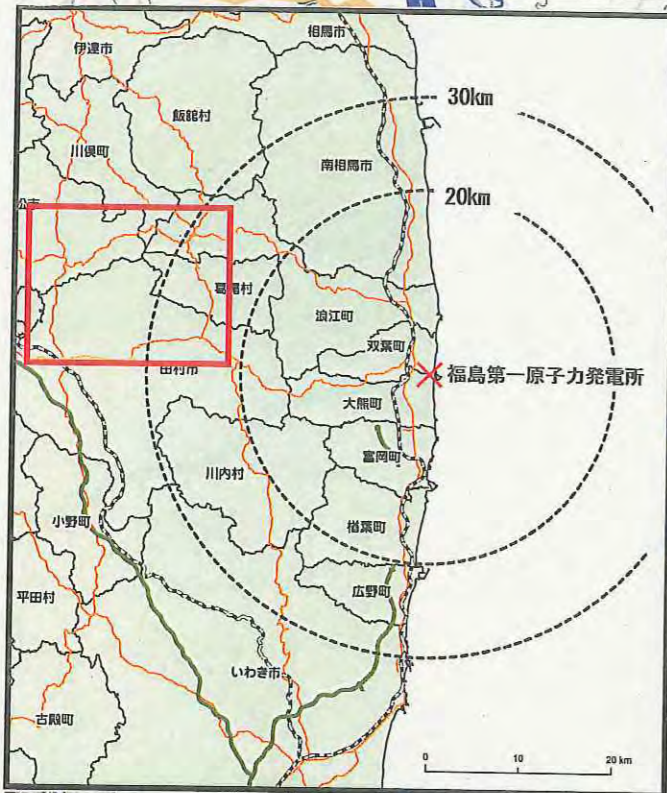 相馬市
伊達市
30km
飯舘村
川俣町
南相馬市
20km
葛尾村
浪江町
双葉町
田村市
福島第一原子力発電所
大熊町
富岡町
川内村
小野町
楢葉町
広野町
平田村
いわき市
古殿町
0 10 20 km